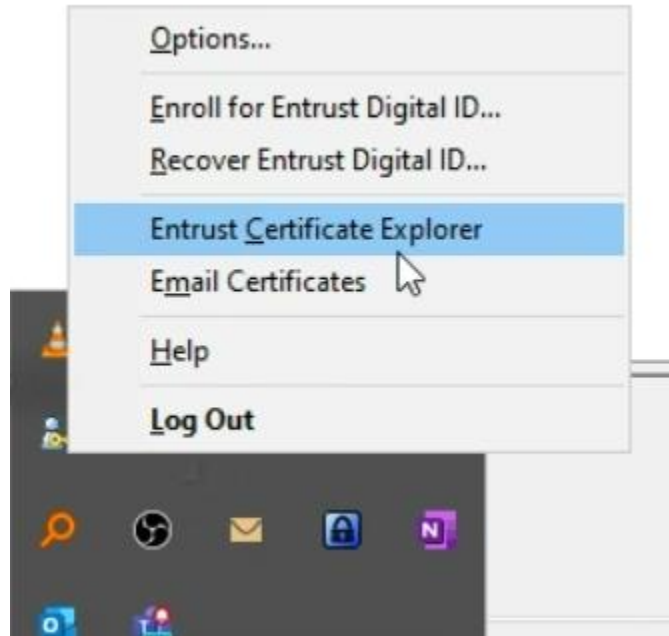 Options...
Enroll for Entrust Digital ID...
Recover Entrust Digital ID...
Entrust Certificate Explorer
Email Certificates
Help
Log Out
N